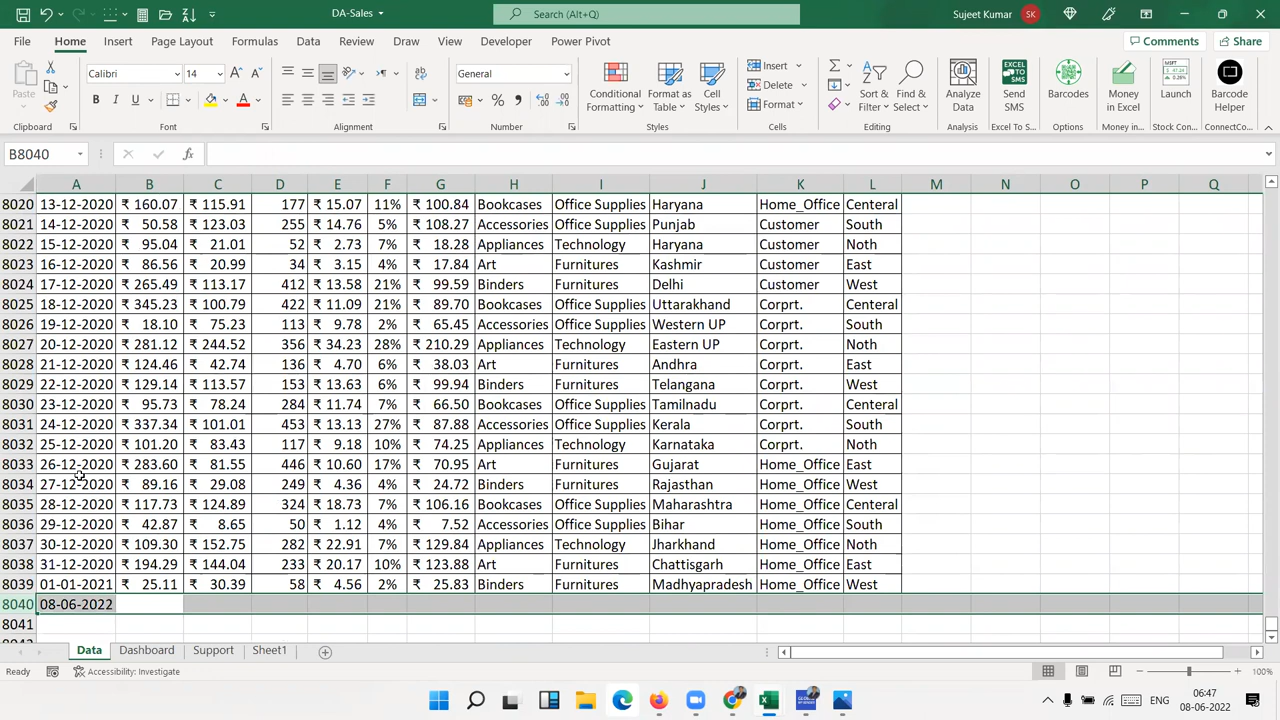 DA-Sales
Search (Alt+Q)
Sujeet Kumar
SK
File Home Insert Page Layout Formulas Data Review View Draw Developer Power Pivot
Comments Share
Paste
Calibri 14
General
Conditional Formatting
Format as Table
Cell Styles
Insert
Delete
Format
Sort & Filter
Find & Select
Analyze Data
Send SMS
Barcodes
Money in Excel
Launch
Barcode Helper
Clipboard Font Alignment Number Styles Cells Editing Analysis Excel To S... Options Money in... Stock Con... ConnectCo...
B8040
A B C D E F G H I J K L M N O P Q
8020 13-12-2020 ₹ 160.07 ₹ 115.91 177 ₹ 15.07 11% ₹ 100.84 Bookcases Office Supplies Haryana Home_Office Centeral
8021 14-12-2020 ₹ 50.58 ₹ 123.03 255 ₹ 14.76 5% ₹ 108.27 Accessories Office Supplies Punjab Customer South
8022 15-12-2020 ₹ 95.04 ₹ 21.01 52 ₹ 2.73 7% ₹ 18.28 Appliances Technology Haryana Customer Noth
8023 16-12-2020 ₹ 86.56 ₹ 20.99 34 ₹ 3.15 4% ₹ 17.84 Art Furnitures Kashmir Customer East
8024 17-12-2020 ₹ 265.49 ₹ 113.17 412 ₹ 13.58 21% ₹ 99.59 Binders Furnitures Delhi Customer West
8025 18-12-2020 ₹ 345.23 ₹ 100.79 422 ₹ 11.09 21% ₹ 89.70 Bookcases Office Supplies Uttarakhand Corprt. Centeral
8026 19-12-2020 ₹ 18.10 ₹ 75.23 113 ₹ 9.78 2% ₹ 65.45 Accessories Office Supplies Western UP Corprt. South
8027 20-12-2020 ₹ 281.12 ₹ 244.52 356 ₹ 34.23 28% ₹ 210.29 Appliances Technology Eastern UP Corprt. Noth
8028 21-12-2020 ₹ 124.46 ₹ 42.74 136 ₹ 4.70 6% ₹ 38.03 Art Furnitures Andhra Corprt. East
8029 22-12-2020 ₹ 129.14 ₹ 113.57 153 ₹ 13.63 6% ₹ 99.94 Binders Furnitures Telangana Corprt. West
8030 23-12-2020 ₹ 95.73 ₹ 78.24 284 ₹ 11.74 7% ₹ 66.50 Bookcases Office Supplies Tamilnadu Corprt. Centeral
8031 24-12-2020 ₹ 337.34 ₹ 101.01 453 ₹ 13.13 27% ₹ 87.88 Accessories Office Supplies Kerala Corprt. South
8032 25-12-2020 ₹ 101.20 ₹ 83.43 117 ₹ 9.18 10% ₹ 74.25 Appliances Technology Karnataka Corprt. Noth
8033 26-12-2020 ₹ 283.60 ₹ 81.55 446 ₹ 10.60 17% ₹ 70.95 Art Furnitures Gujarat Home_Office East
8034 27-12-2020 ₹ 89.16 ₹ 29.08 249 ₹ 4.36 4% ₹ 24.72 Binders Furnitures Rajasthan Home_Office West
8035 28-12-2020 ₹ 117.73 ₹ 124.89 324 ₹ 18.73 7% ₹ 106.16 Bookcases Office Supplies Maharashtra Home_Office Centeral
8036 29-12-2020 ₹ 42.87 ₹ 8.65 50 ₹ 1.12 4% ₹ 7.52 Accessories Office Supplies Bihar Home_Office South
8037 30-12-2020 ₹ 109.30 ₹ 152.75 282 ₹ 22.91 7% ₹ 129.84 Appliances Technology Jharkhand Home_Office Noth
8038 31-12-2020 ₹ 194.29 ₹ 144.04 233 ₹ 20.17 10% ₹ 123.88 Art Furnitures Chattisgarh Home_Office East
8039 01-01-2021 ₹ 25.11 ₹ 30.39 58 ₹ 4.56 2% ₹ 25.83 Binders Furnitures Madhyapradesh Home_Office West
8040 08-06-2022
8041
Data Dashboard Support Sheet1
Ready Accessibility: Investigate 100%
ENG 06:47
08-06-2022